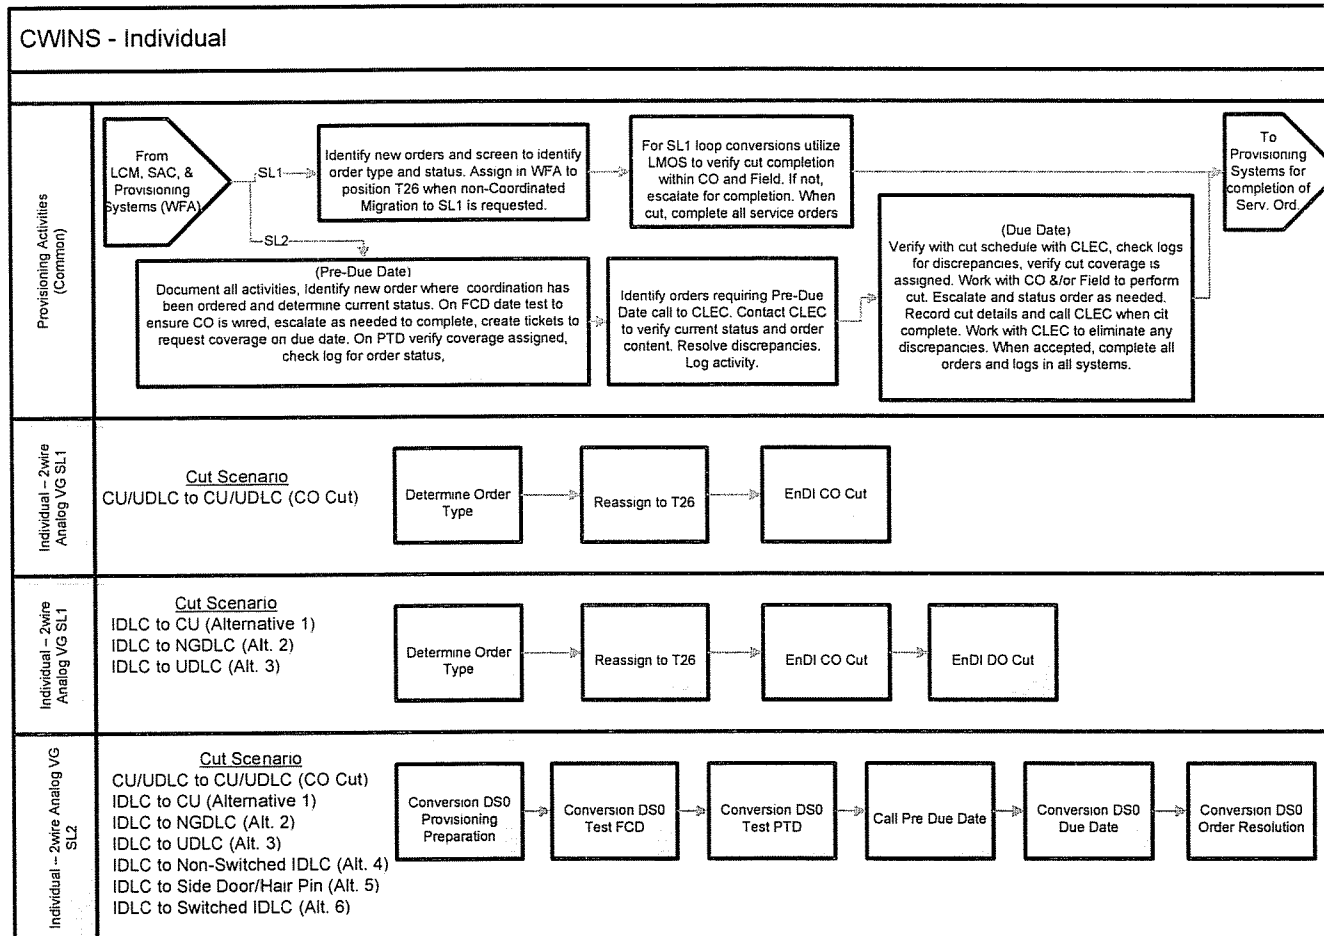 CWINS - Individual
Provisioning Activities
(Common)
From
LCM, SAC, &
Provisioning
Systems (WFA)
SL1
Identify new orders and screen to identify
order type and status. Assign in WFA to
position T26 when non-Coordinated
Migration to SL1 is requested.
For SL1 loop conversions utilize
LMOS to verify cut completion
within CO and Field. If not,
escalate for completion. When
cut, complete all service orders
To
Provisioning
Systems for
completion of
Serv. Ord.
SL2
(Pre-Due Date)
Document all activities, Identify new order where coordination has
been ordered and determine current status. On FCD date test to
ensure CO is wired, escalate as needed to complete, create tickets to
request coverage on due date. On PTD verify coverage assigned,
check log for order status,
Identify orders requiring Pre-Due
Date call to CLEC. Contact CLEC
to verify current status and order
content. Resolve discrepancies.
Log activity.
(Due Date)
Verify with cut schedule with CLEC, check logs
for discrepancies, verify cut coverage is
assigned. Work with CO &/or Field to perform
cut. Escalate and status order as needed.
Record cut details and call CLEC when cit
complete. Work with CLEC to eliminate any
discrepancies. When accepted, complete all
orders and logs in all systems.
Individual – 2wire
Analog VG SL1
Cut Scenario
CU/UDLC to CU/UDLC (CO Cut)
Determine Order
Type
Reassign to T26
EnDI CO Cut
Individual – 2wire
Analog VG SL1
Cut Scenario
IDLC to CU (Alternative 1)
IDLC to NGDLC (Alt. 2)
IDLC to UDLC (Alt. 3)
Determine Order
Type
Reassign to T26
EnDI CO Cut
EnDI DO Cut
Individual – 2wire Analog VG
SL2
Cut Scenario
CU/UDLC to CU/UDLC (CO Cut)
IDLC to CU (Alternative 1)
IDLC to NGDLC (Alt. 2)
IDLC to UDLC (Alt. 3)
IDLC to Non-Switched IDLC (Alt. 4)
IDLC to Side Door/Hair Pin (Alt. 5)
IDLC to Switched IDLC (Alt. 6)
Conversion DS0
Provisioning
Preparation
Conversion DS0
Test FCD
Conversion DS0
Test PTD
Call Pre Due Date
Conversion DS0
Due Date
Conversion DS0
Order Resolution